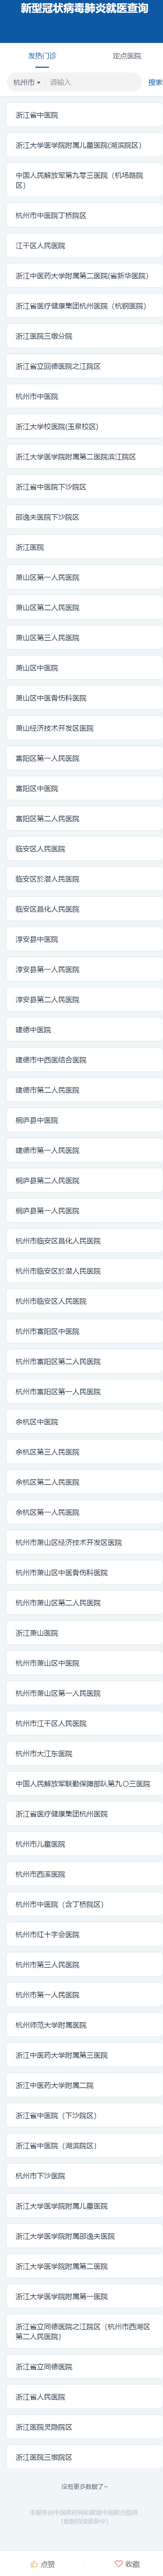 新型冠状病毒肺炎就医查询
发热门诊
定点医院
杭州市
请输入
搜索
浙江省中医院
浙江大学医学院附属儿童医院(湖滨院区)
中国人民解放军第九零三医院（杭场路院
区）
杭州市中医院丁桥院区
江干区人民医院
浙江中医药大学附属第二医院(省新华医院)
浙江省医疗健康集团杭州医院（杭钢医院）
浙江医院三墩分院
浙江省立同德医院之江院区
杭州市中医院
浙江大学校医院(玉泉校区)
浙江大学医学院附属第二医院滨江院区
浙江省中医院下沙院区
邵逸夫医院下沙院区
浙江医院
萧山区第一人民医院
萧山区第二人民医院
萧山区第三人民医院
萧山区中医院
萧山区中医骨伤科医院
萧山经济技术开发区医院
富阳区第一人民医院
富阳区中医院
富阳区第二人民医院
临安区人民医院
临安区於潜人民医院
临安区昌化人民医院
淳安县中医院
淳安县第一人民医院
淳安县第二人民医院
建德中医院
建德市中西医结合医院
建德市第二人民医院
桐庐县中医院
建德市第一人民医院
桐庐县第二人民医院
桐庐县第一人民医院
杭州市临安区昌化人民医院
杭州市临安区於潜人民医院
杭州市临安区人民医院
杭州市富阳区中医院
杭州市富阳区第二人民医院
杭州市富阳区第一人民医院
余杭区中医院
余杭区第三人民医院
余杭区第二人民医院
余杭区第一人民医院
杭州市萧山区经济技术开发区医院
杭州市萧山区中医骨伤科医院
杭州市萧山区第二人民医院
浙江萧山医院
杭州市萧山区中医院
杭州市萧山区第一人民医院
杭州市江干区人民医院
杭州市大江东医院
中国人民解放军联勤保障部队第九〇三医院
浙江省医疗健康集团杭州医院
杭州市儿童医院
杭州市西溪医院
杭州市中医院（含丁桥院区）
杭州市红十字会医院
杭州市第三人民医院
杭州市第一人民医院
杭州师范大学附属医院
浙江中医药大学附属第三医院
浙江中医药大学附属二院
浙江省中医院（下沙院区）
浙江省中医院（湖滨院区）
杭州市下沙医院
浙江大学医学院附属儿童医院
浙江大学医学院附属邵逸夫医院
浙江大学医学院附属第二医院
浙江大学医学院附属第一医院
浙江省立同德医院之江院区（杭州市西湖区
第二人民医院）
浙江省立同德医院
浙江省人民医院
浙江医院灵隐院区
浙江医院三墩院区
没有更多数据了~
点赞
收藏